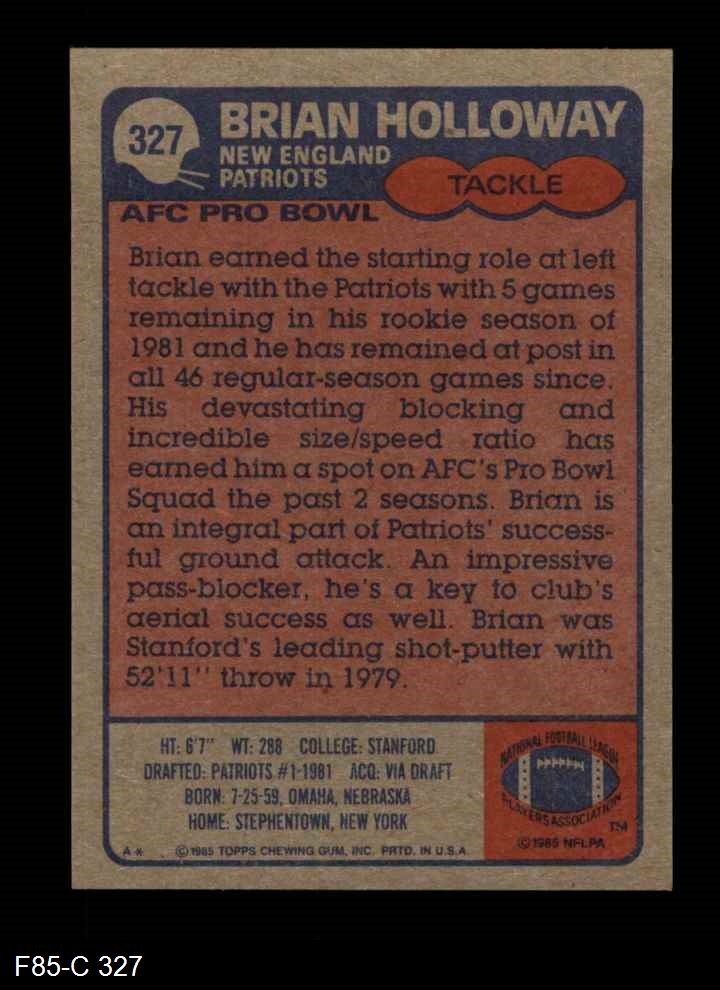 327
BRIAN HOLLOWAY
NEW ENGLAND
PATRIOTS
TACKLE
AFC PRO BOWL
Brian earned the starting role at left
tackle with the Patriots with 5 games
remaining in his rookie season of
1981 and he has remained at post in
all 46 regular-season games since.
His devastating blocking and
incredible size/speed ratio has
earned him a spot on AFC's Pro Bowl
Squad the past 2 seasons. Brian is
an integral part of Patriots' success-
ful ground attack. An impressive
pass-blocker, he's a key to club's
aerial success as well. Brian was
Stanford's leading shot-putter with
52'11'' throw in 1979.
HT: 6'7" WT: 288 COLLEGE: STANFORD
DRAFTED: PATRIOTS #1-1981 ACQ: VIA DRAFT
BORN: 7-25-59, OMAHA, NEBRASKA
HOME: STEPHENTOWN, NEW YORK
A* © 1985 TOPPS CHEWING GUM, INC. PRTD. IN U.S.A.
NATIONAL FOOTBALL LEAGUE
PLAYERS ASSOCIATION
TM
© 1985 NFLPA
F85-C 327